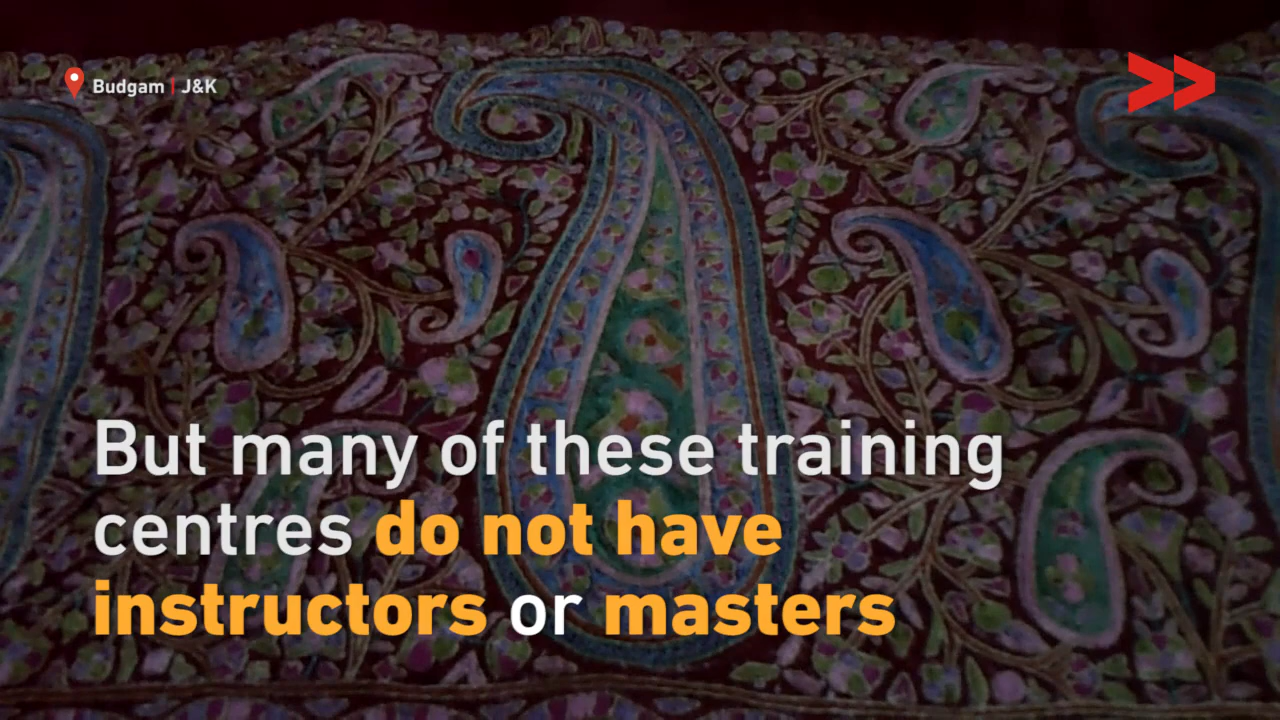 Budgam | J&K
But many of these training
centres do not have
instructors or masters